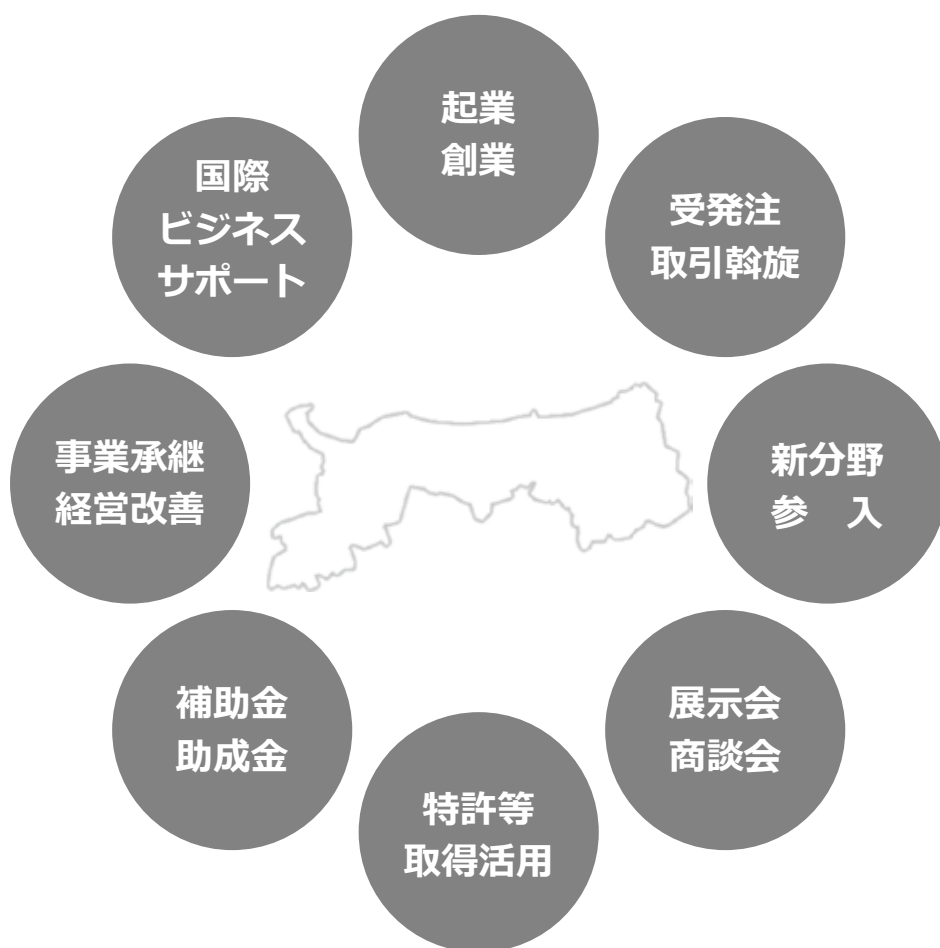 起業
創業
受発注
取引斡旋
新分野
参　入
展示会
商談会
特許等
取得活用
補助金
助成金
事業承継
経営改善
国際
ビジネス
サポート